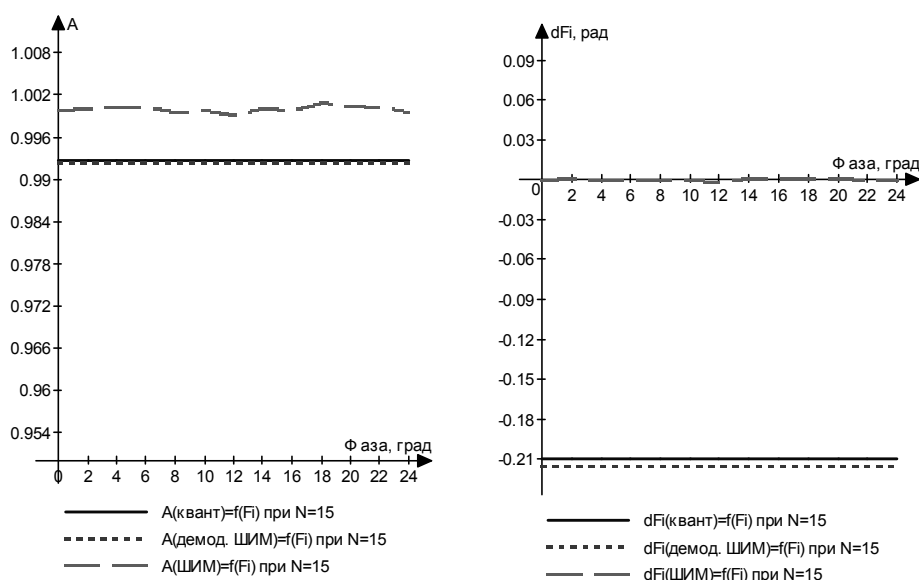 A
1.008
1.002
0.996
0.99
0.984
0.978
0.972
0.966
0.96
0.954
Фаза, град
0 2 4 6 8 10 12 14 16 18 20 22 24
A(квант)=f(Fi) при N=15
A(демод. ШИМ)=f(Fi) при N=15
A(ШИМ)=f(Fi) при N=15
dFi, рад
0.09
0.06
0.03
Фаза, град
0 2 4 6 8 10 12 14 16 18 20 22 24
-0.03
-0.06
-0.09
-0.12
-0.15
-0.18
-0.21
dFi(квант)=f(Fi) при N=15
dFi(демод. ШИМ)=f(Fi) при N=15
dFi(ШИМ)=f(Fi) при N=15